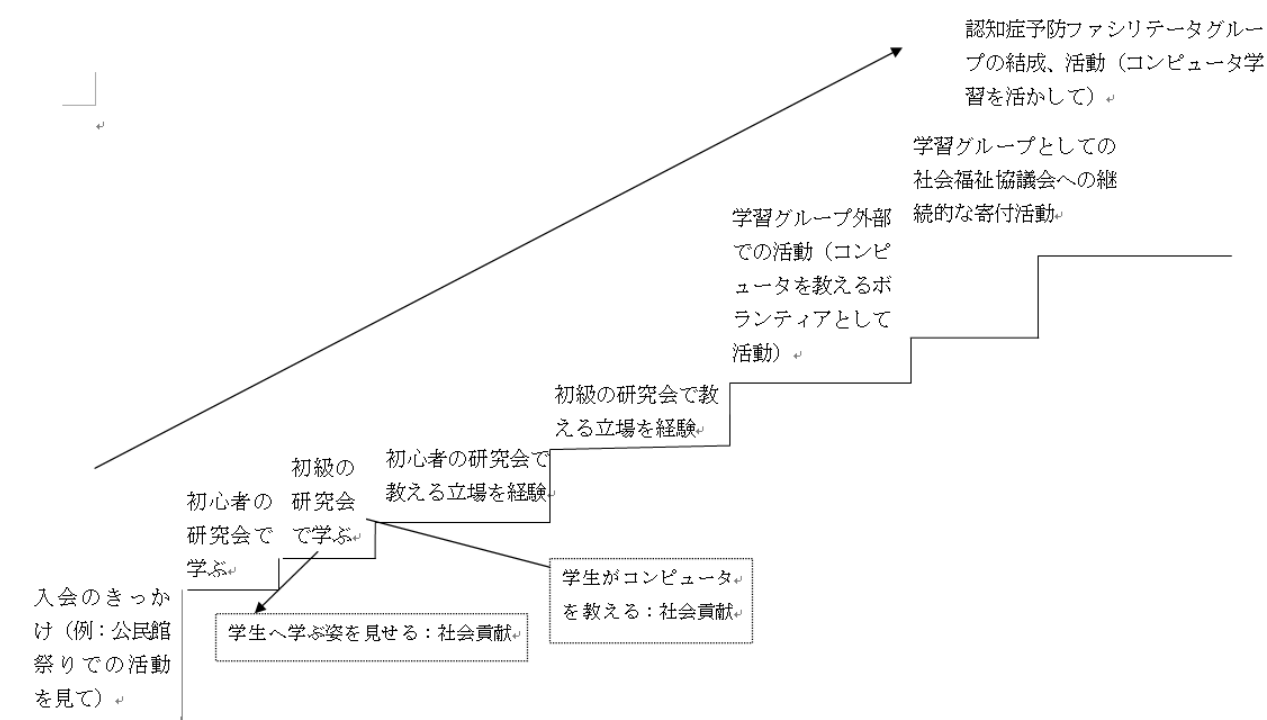 認知症予防ファシリテータグルー
プの結成、活動（コンピュータ学
習を活かして）
学習グループとしての
社会福祉協議会への継
続的な寄付活動
学習グループ外部
での活動（コンピ
ュータを教えるボ
ランティアとして
活動）
初級の研究会で教
える立場を経験
初心者の研究会で
教える立場を経験
初級の
研究会
で学ぶ
初心者の
研究会で
学ぶ
入会のきっか
け（例：公民館
祭りでの活動
を見て）
学生がコンピュータ
を教える：社会貢献
学生へ学ぶ姿を見せる：社会貢献